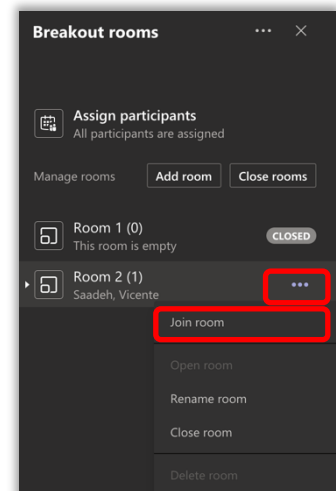 Breakout rooms
Assign participants
All participants are assigned
Manage rooms Add room Close rooms
Room 1 (0)
This room is empty
CLOSED
Room 2 (1)
Saadeh, Vicente
Join room
Open room
Rename room
Close room
Delete room